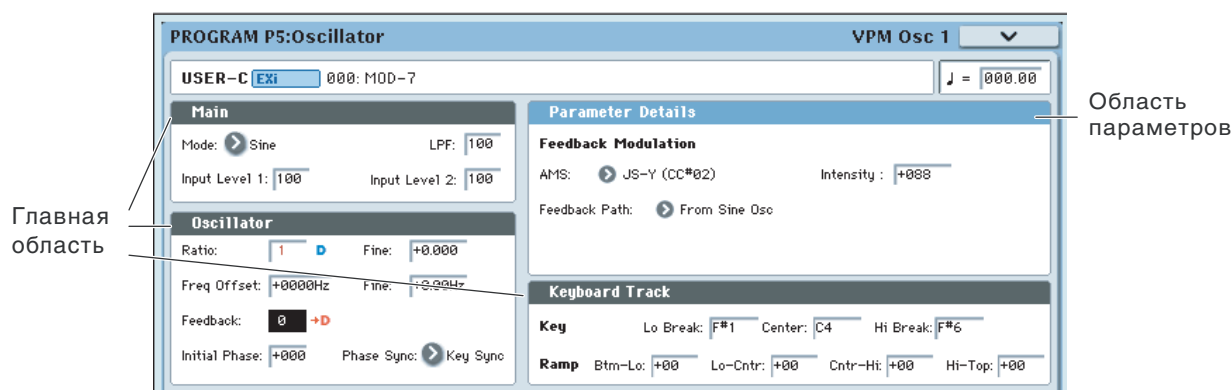 PROGRAM P5:Oscillator VPM Osc 1
USER-C EXi 000: MOD-7 ♩ = 000.00
Main
Mode: Sine LPF: 100
Input Level 1: 100 Input Level 2: 100
Oscillator
Ratio: 1 D Fine: +0.000
Freq Offset: +0000Hz Fine: +0.00Hz
Feedback: 0 →D
Initial Phase: +000 Phase Sync: Key Sync
Parameter Details
Feedback Modulation
AMS: JS-Y (CC#02) Intensity : +088
Feedback Path: From Sine Osc
Keyboard Track
Key Lo Break: F#1 Center: C4 Hi Break: F#6
Ramp Btm-Lo: +00 Lo-Cntr: +00 Cntr-Hi: +00 Hi-Top: +00
Главная
область
Область
параметров